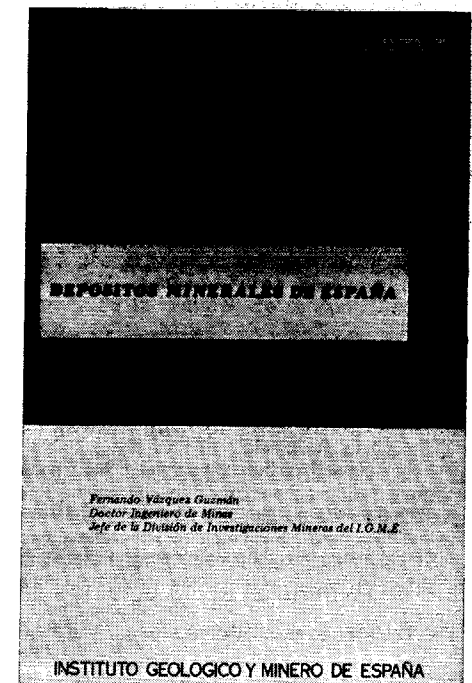 DEPOSITOS MINERALES DE ESPAÑA
Fernando Vázquez Guzmán
Doctor Ingeniero de Minas
Jefe de la División de Investigaciones Mineras del I.G.M.E.
INSTITUTO GEOLOGICO Y MINERO DE ESPAÑA